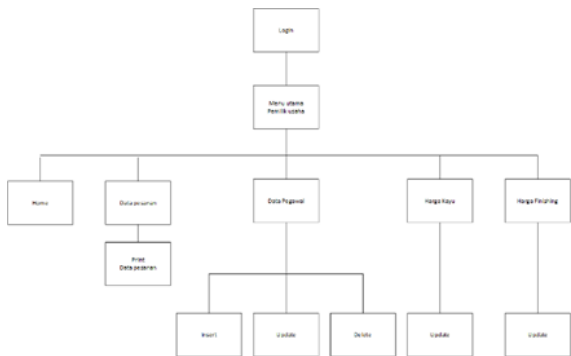 Login
Menu utama
Pemilik usaha
Home
Data pesanan
Data Pegawai
Harga Kayu
Harga Finishing
Print
Data pesanan
Insert
Update
Delete
Update
Update